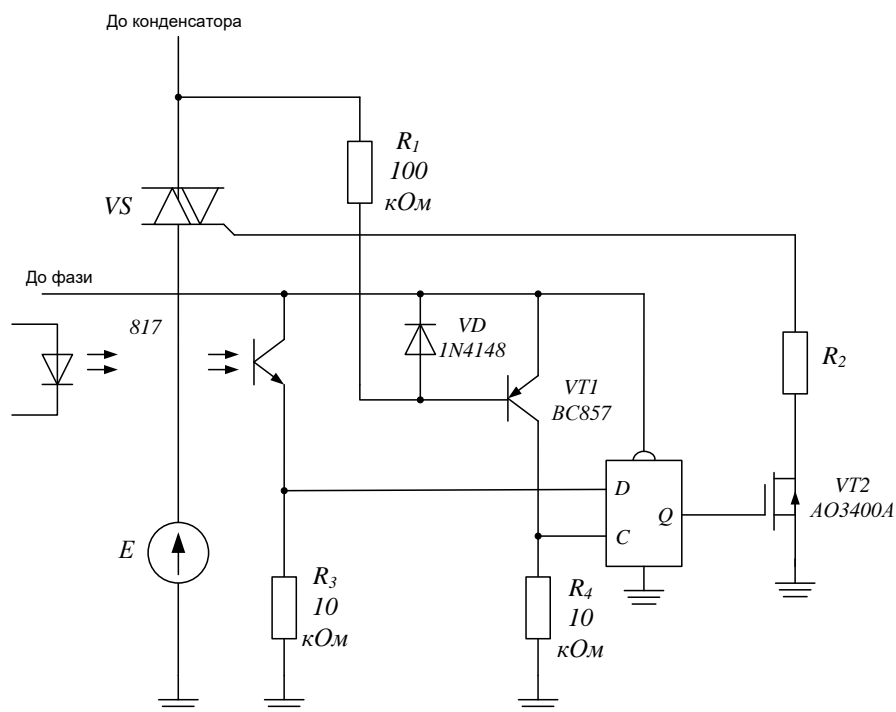 До конденсатора
R1
100
кОм
VS
До фази
817
VD
1N4148
R2
VT1
BC857
D
Q
C
VT2
AO3400A
E
R3
10
кОм
R4
10
кОм